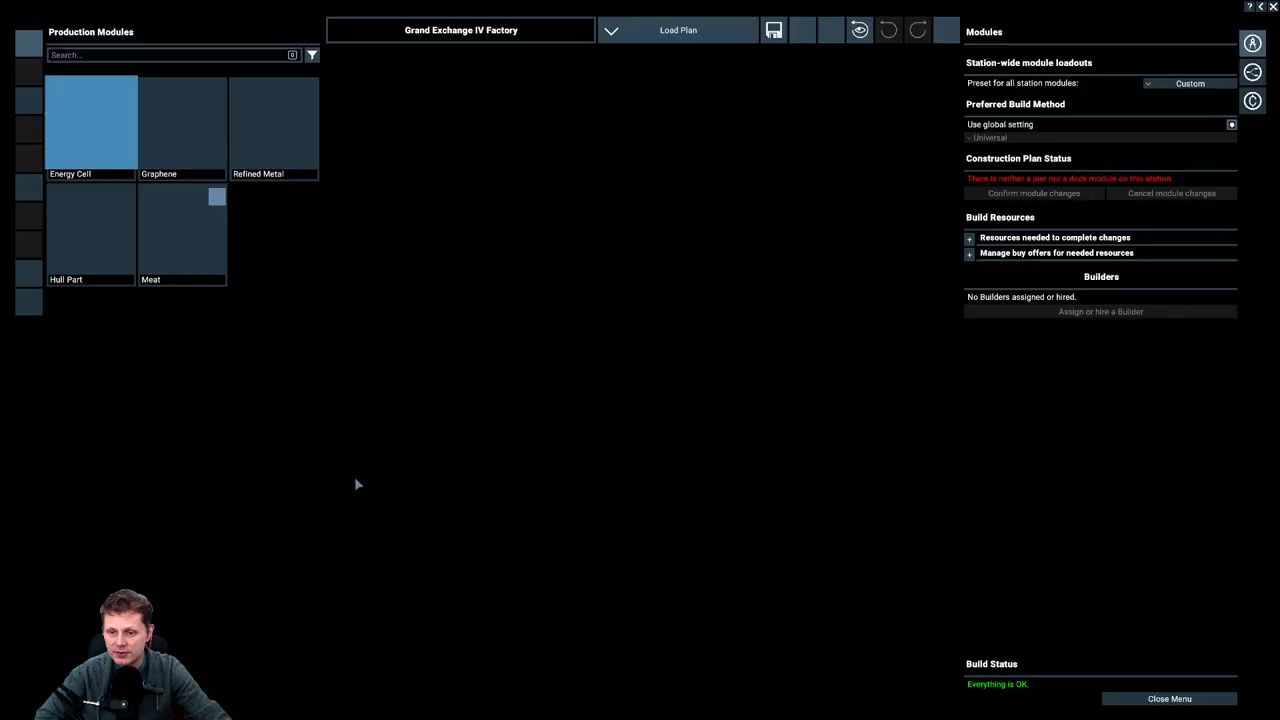 Production Modules
Search...
Energy Cell
Graphene
Refined Metal
Hull Part
Meat
Grand Exchange IV Factory
Load Plan
Modules
Station-wide module loadouts
Preset for all station modules:
Custom
Preferred Build Method
Use global setting
Universal
Construction Plan Status
There is neither a pier nor a dock module on this station.
Confirm module changes
Cancel module changes
Build Resources
+ Resources needed to complete changes
+ Manage buy offers for needed resources
Builders
No Builders assigned or hired.
Assign or hire a Builder
Build Status
Everything is OK.
Close Menu